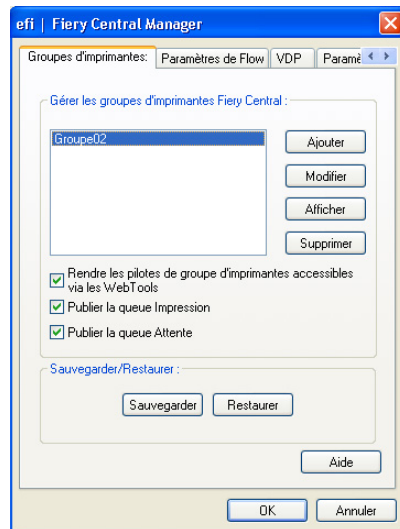 efi | Fiery Central Manager
Groupes d'imprimantes: Paramètres de Flow VDP Paramè
Gérer les groupes d'imprimantes Fiery Central :
Groupe02
Ajouter
Modifier
Afficher
Supprimer
Rendre les pilotes de groupe d'imprimantes accessibles
via les WebTools
Publier la queue Impression
Publier la queue Attente
Sauvegarder/Restaurer :
Sauvegarder Restaurer
Aide
OK Annuler